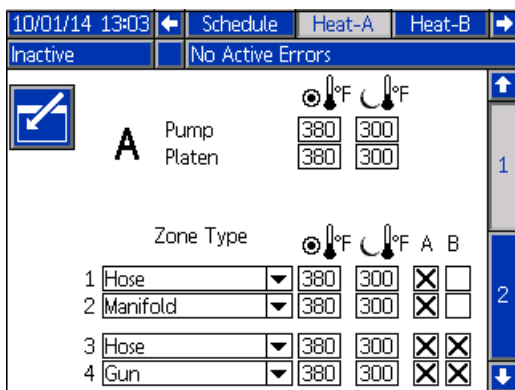 10/01/14 13:03 Schedule Heat-A Heat-B
Inactive No Active Errors
°F °F
A
Pump 380 300
Platen 380 300
1
Zone Type °F °F A B
1 Hose 380 300 X
2 Manifold 380 300 X
2
3 Hose 380 300 X X
4 Gun 380 300 X X